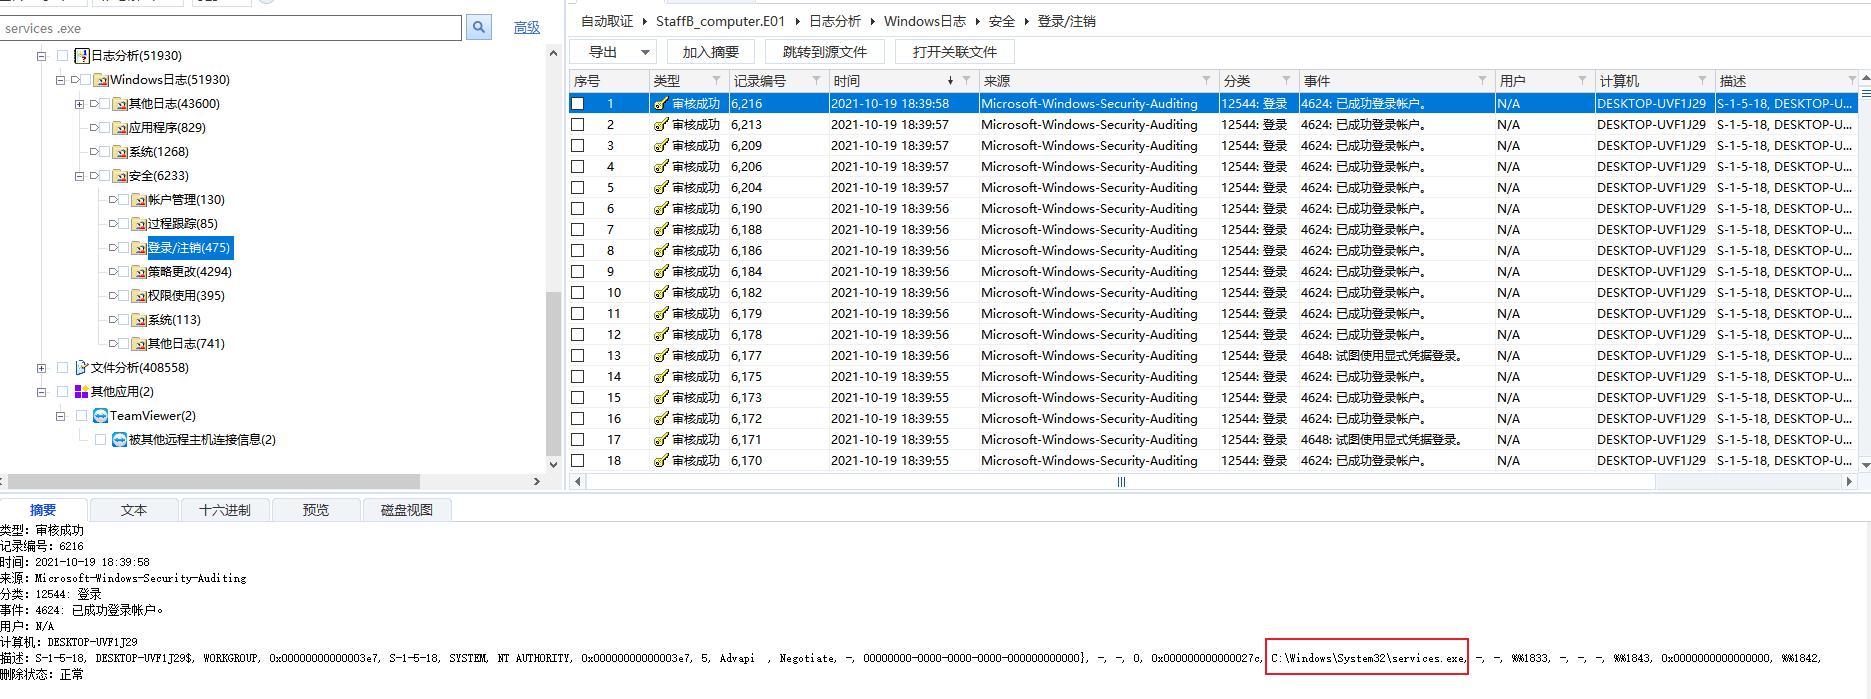 services .exe
高级
日志分析(51930)
Windows日志(51930)
其他日志(43600)
应用程序(829)
系统(1268)
安全(6233)
帐户管理(130)
过程跟踪(85)
登录/注销(475)
策略更改(4294)
权限使用(395)
系统(113)
其他日志(741)
文件分析(408558)
其他应用(2)
TeamViewer(2)
被其他远程主机连接信息(2)
自动取证 StaffB_computer.E01 日志分析 Windows日志 安全 登录/注销
导出 加入摘要 跳转到源文件 打开关联文件
序号 类型 记录编号 时间 来源 分类 事件 用户 计算机 描述
1 审核成功 6,216 2021-10-19 18:39:58 Microsoft-Windows-Security-Auditing 12544: 登录 4624: 已成功登录帐户。 N/A DESKTOP-UVF1J29 S-1-5-18, DESKTOP-U...
2 审核成功 6,213 2021-10-19 18:39:57 Microsoft-Windows-Security-Auditing 12544: 登录 4624: 已成功登录帐户。 N/A DESKTOP-UVF1J29 S-1-5-18, DESKTOP-U...
3 审核成功 6,209 2021-10-19 18:39:57 Microsoft-Windows-Security-Auditing 12544: 登录 4624: 已成功登录帐户。 N/A DESKTOP-UVF1J29 S-1-5-18, DESKTOP-U...
4 审核成功 6,206 2021-10-19 18:39:57 Microsoft-Windows-Security-Auditing 12544: 登录 4624: 已成功登录帐户。 N/A DESKTOP-UVF1J29 S-1-5-18, DESKTOP-U...
5 审核成功 6,204 2021-10-19 18:39:57 Microsoft-Windows-Security-Auditing 12544: 登录 4624: 已成功登录帐户。 N/A DESKTOP-UVF1J29 S-1-5-18, DESKTOP-U...
6 审核成功 6,190 2021-10-19 18:39:56 Microsoft-Windows-Security-Auditing 12544: 登录 4624: 已成功登录帐户。 N/A DESKTOP-UVF1J29 S-1-5-18, DESKTOP-U...
7 审核成功 6,188 2021-10-19 18:39:56 Microsoft-Windows-Security-Auditing 12544: 登录 4624: 已成功登录帐户。 N/A DESKTOP-UVF1J29 S-1-5-18, DESKTOP-U...
8 审核成功 6,186 2021-10-19 18:39:56 Microsoft-Windows-Security-Auditing 12544: 登录 4624: 已成功登录帐户。 N/A DESKTOP-UVF1J29 S-1-5-18, DESKTOP-U...
9 审核成功 6,184 2021-10-19 18:39:56 Microsoft-Windows-Security-Auditing 12544: 登录 4624: 已成功登录帐户。 N/A DESKTOP-UVF1J29 S-1-5-18, DESKTOP-U...
10 审核成功 6,182 2021-10-19 18:39:56 Microsoft-Windows-Security-Auditing 12544: 登录 4624: 已成功登录帐户。 N/A DESKTOP-UVF1J29 S-1-5-18, DESKTOP-U...
11 审核成功 6,179 2021-10-19 18:39:56 Microsoft-Windows-Security-Auditing 12544: 登录 4624: 已成功登录帐户。 N/A DESKTOP-UVF1J29 S-1-5-18, DESKTOP-U...
12 审核成功 6,178 2021-10-19 18:39:56 Microsoft-Windows-Security-Auditing 12544: 登录 4624: 已成功登录帐户。 N/A DESKTOP-UVF1J29 S-1-5-18, DESKTOP-U...
13 审核成功 6,177 2021-10-19 18:39:56 Microsoft-Windows-Security-Auditing 12544: 登录 4648: 试图使用显式凭据登录。 N/A DESKTOP-UVF1J29 S-1-5-18, DESKTOP-U...
14 审核成功 6,175 2021-10-19 18:39:55 Microsoft-Windows-Security-Auditing 12544: 登录 4624: 已成功登录帐户。 N/A DESKTOP-UVF1J29 S-1-5-18, DESKTOP-U...
15 审核成功 6,173 2021-10-19 18:39:55 Microsoft-Windows-Security-Auditing 12544: 登录 4624: 已成功登录帐户。 N/A DESKTOP-UVF1J29 S-1-5-18, DESKTOP-U...
16 审核成功 6,172 2021-10-19 18:39:55 Microsoft-Windows-Security-Auditing 12544: 登录 4624: 已成功登录帐户。 N/A DESKTOP-UVF1J29 S-1-5-18, DESKTOP-U...
17 审核成功 6,171 2021-10-19 18:39:55 Microsoft-Windows-Security-Auditing 12544: 登录 4648: 试图使用显式凭据登录。 N/A DESKTOP-UVF1J29 S-1-5-18, DESKTOP-U...
18 审核成功 6,170 2021-10-19 18:39:55 Microsoft-Windows-Security-Auditing 12544: 登录 4624: 已成功登录帐户。 N/A DESKTOP-UVF1J29 S-1-5-18, DESKTOP-U...
摘要 文本 十六进制 预览 磁盘视图
类型: 审核成功
记录编号: 6216
时间: 2021-10-19 18:39:58
来源: Microsoft-Windows-Security-Auditing
分类: 12544: 登录
事件: 4624: 已成功登录帐户。
用户: N/A
计算机: DESKTOP-UVF1J29
描述: S-1-5-18, DESKTOP-UVF1J29$, WORKGROUP, 0x00000000000003e7, S-1-5-18, SYSTEM, NT AUTHORITY, 0x00000000000003e7, 5, Advapi  , Negotiate, -, 00000000-0000-0000-0000-000000000000}, -, -, 0, 0x000000000000027c, C:\Windows\System32\services.exe, -, -, %%1833, -, -, -, %%1843, 0x0000000000000000, %%1842,
删除状态: 正常